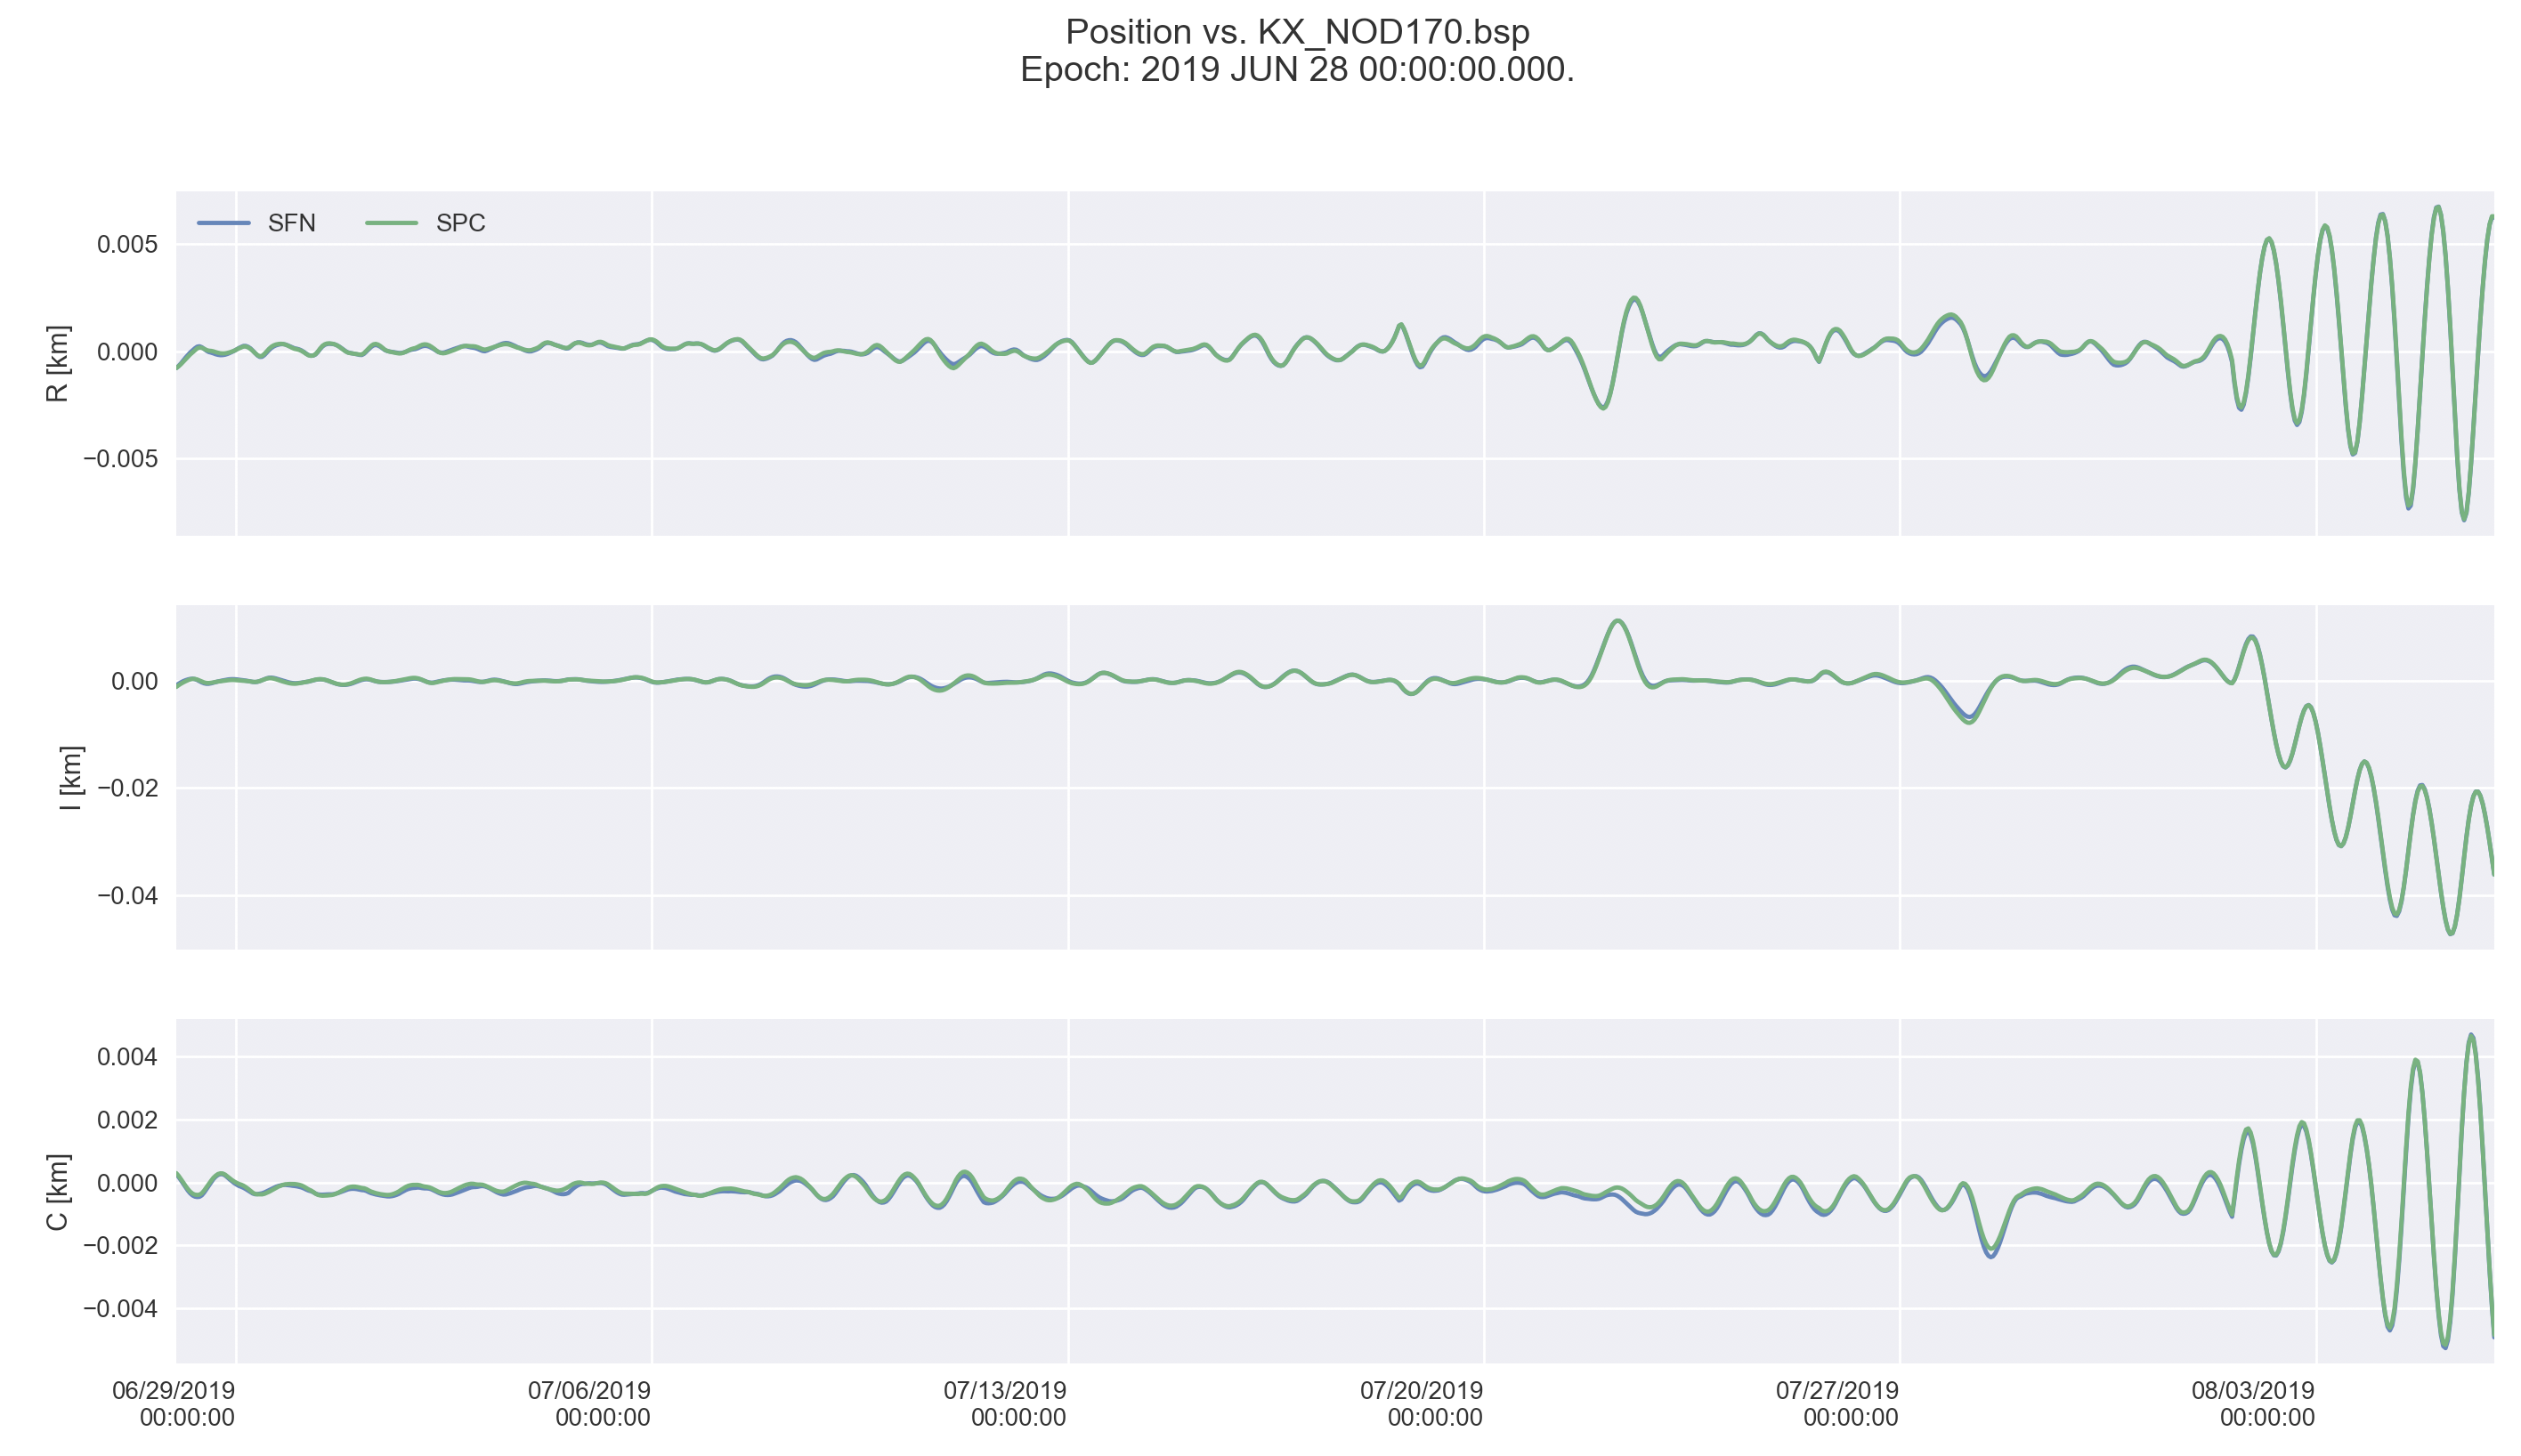 Position vs. KX_NOD170.bsp
Epoch: 2019 JUN 28 00:00:00.000.
SFN SPC
0.005
0.000
−0.005
R [km]
0.00
−0.02
−0.04
I [km]
0.004
0.002
0.000
−0.002
−0.004
C [km]
06/29/2019 07/06/2019 07/13/2019 07/20/2019 07/27/2019 08/03/2019
00:00:00 00:00:00 00:00:00 00:00:00 00:00:00 00:00:00